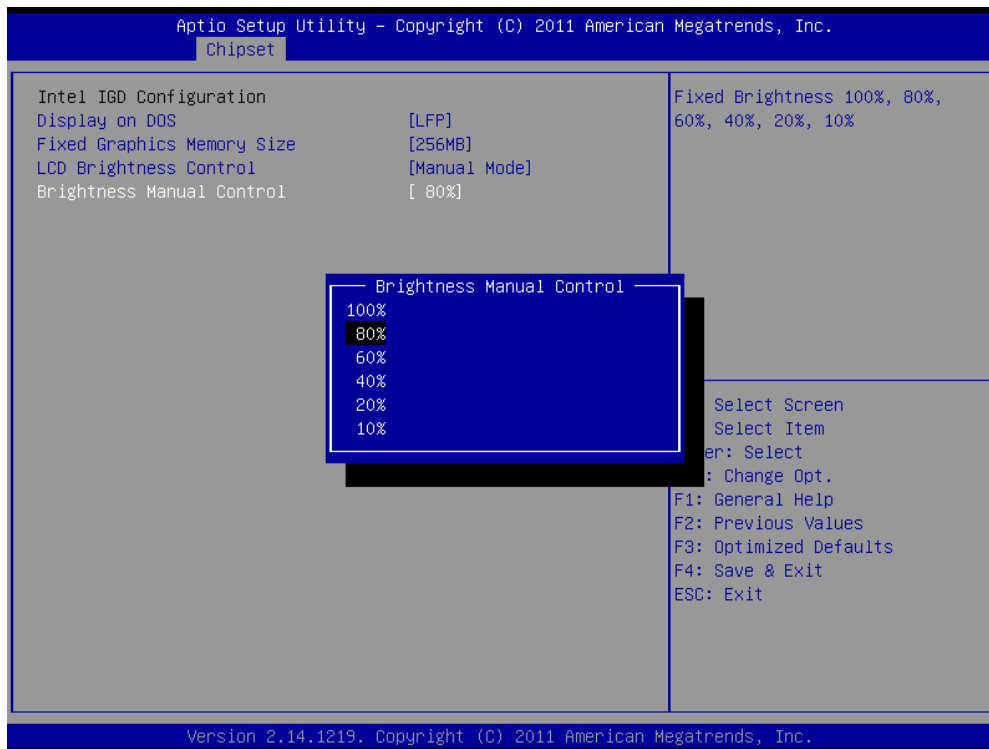 Aptio Setup Utility – Copyright (C) 2011 American Megatrends, Inc.
Chipset
Intel IGD Configuration
Display on DOS [LFP]
Fixed Graphics Memory Size [256MB]
LCD Brightness Control [Manual Mode]
Brightness Manual Control [ 80%]
Fixed Brightness 100%, 80%,
60%, 40%, 20%, 10%
Brightness Manual Control
100%
80%
60%
40%
20%
10%
Select Screen
Select Item
er: Select
: Change Opt.
F1: General Help
F2: Previous Values
F3: Optimized Defaults
F4: Save & Exit
ESC: Exit
Version 2.14.1219. Copyright (C) 2011 American Megatrends, Inc.